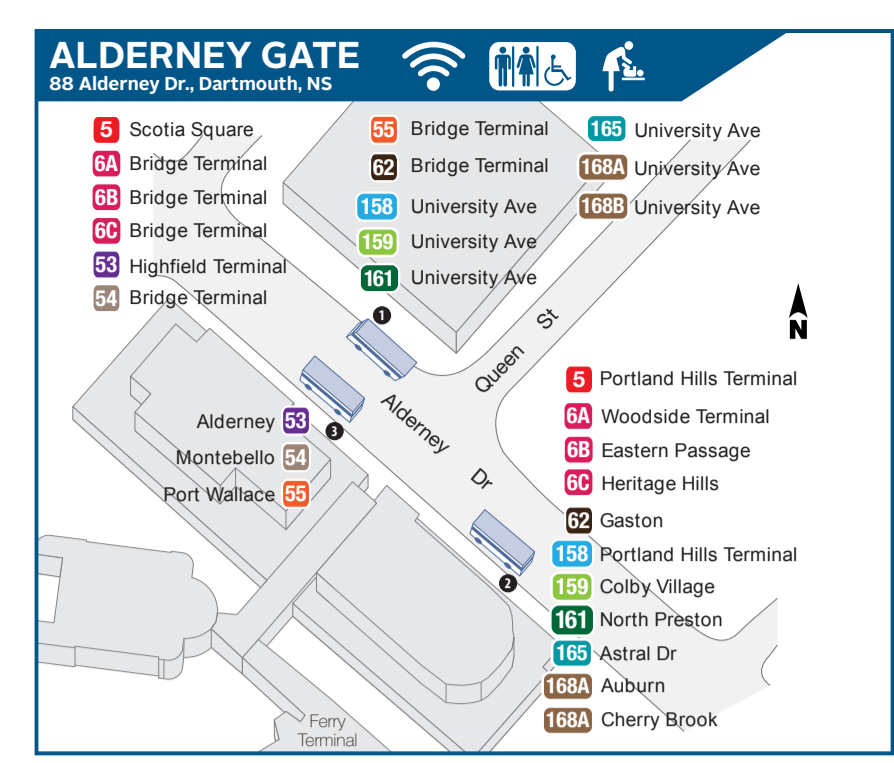 ALDERNEY GATE
88 Alderney Dr., Dartmouth, NS
5 Scotia Square
6A Bridge Terminal
6B Bridge Terminal
6C Bridge Terminal
53 Highfield Terminal
54 Bridge Terminal
55 Bridge Terminal
62 Bridge Terminal
158 University Ave
159 University Ave
161 University Ave
165 University Ave
168A University Ave
168B University Ave
N
1
Queen St
3
Alderney Dr
2
Alderney 53
Montebello 54
Port Wallace 55
5 Portland Hills Terminal
6A Woodside Terminal
6B Eastern Passage
6C Heritage Hills
62 Gaston
158 Portland Hills Terminal
159 Colby Village
161 North Preston
165 Astral Dr
168A Auburn
168A Cherry Brook
Ferry
Terminal